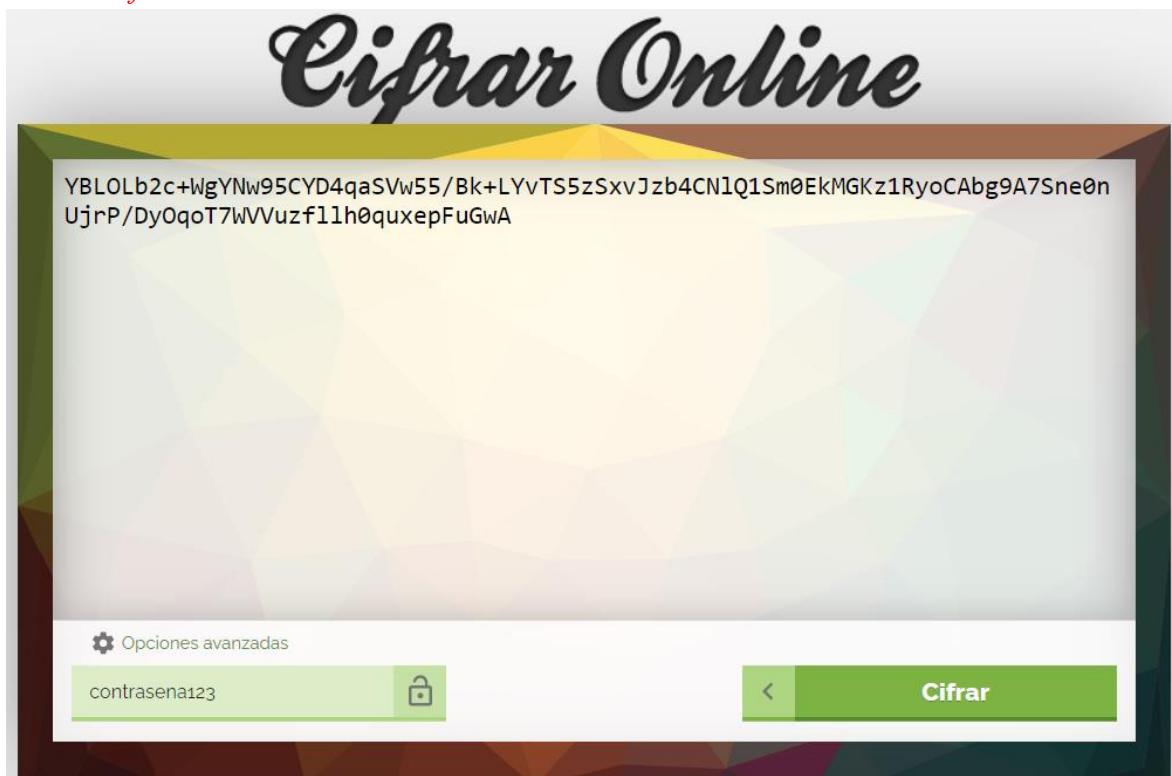 Cifrar Online
YBLOLb2c+WgYNw95CYD4qaSVw55/Bk+LYvTS5zSxvJzb4CNlQ1Sm0EkMGKz1RyoCAbg9A7Sne0n
UjrP/DyOqoT7WVVuzfllh0quxepFuGwA
Opciones avanzadas
contrasena123
Cifrar